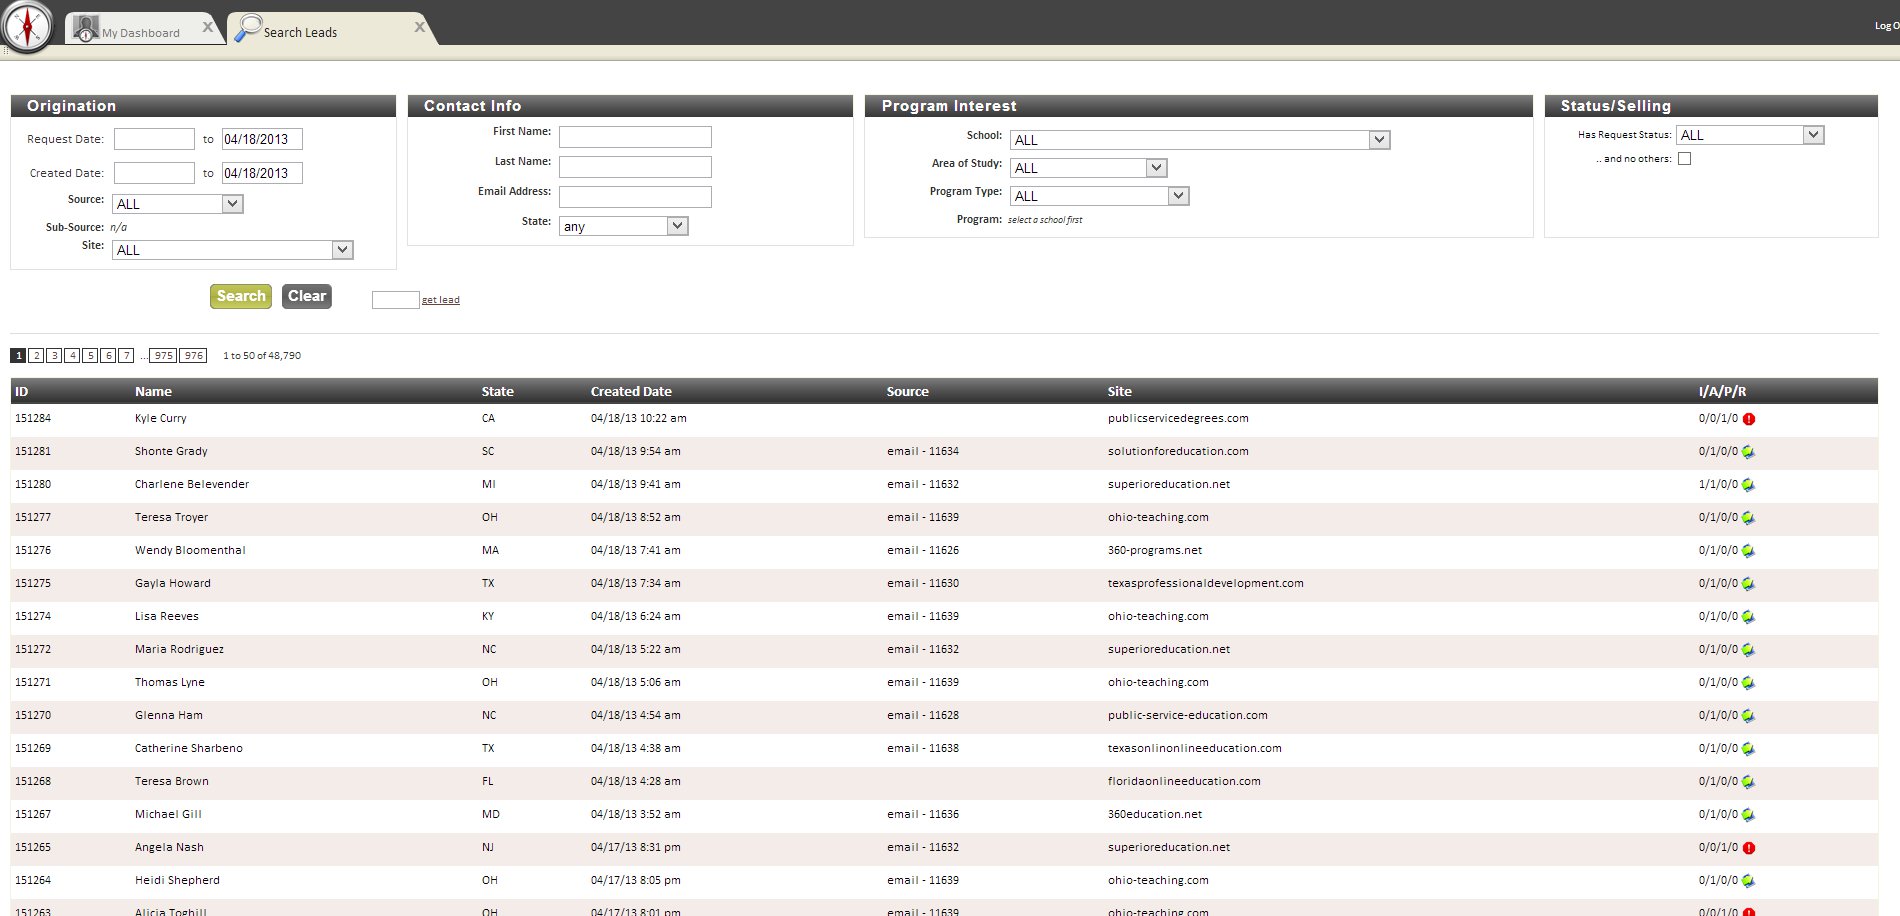 My Dashboard X Search Leads X Log O
Origination Contact Info Program Interest Status/Selling
Request Date: to 04/18/2013 First Name: School: ALL Has Request Status: ALL
Created Date: to 04/18/2013 Last Name: Area of Study: ALL .. and no others:
Source: ALL Email Address: Program Type: ALL
Sub-Source: n/a State: any Program: select a school first
Site: ALL
Search Clear get lead
1 2 3 4 5 6 7 ... 975 976 1 to 50 of 48,790
ID Name State Created Date Source Site I/A/P/R
151284 Kyle Curry CA 04/18/13 10:22 am publicservicedegrees.com 0/0/1/0
151281 Shonte Grady SC 04/18/13 9:54 am email - 11634 solutionforeducation.com 0/1/0/0
151280 Charlene Belevender MI 04/18/13 9:41 am email - 11632 superioreducation.net 1/1/0/0
151277 Teresa Troyer OH 04/18/13 8:52 am email - 11639 ohio-teaching.com 0/1/0/0
151276 Wendy Bloomenthal MA 04/18/13 7:41 am email - 11626 360-programs.net 0/1/0/0
151275 Gayla Howard TX 04/18/13 7:34 am email - 11630 texasprofessionaldevelopment.com 0/1/0/0
151274 Lisa Reeves KY 04/18/13 6:24 am email - 11639 ohio-teaching.com 0/1/0/0
151272 Maria Rodriguez NC 04/18/13 5:22 am email - 11632 superioreducation.net 0/1/0/0
151271 Thomas Lyne OH 04/18/13 5:06 am email - 11639 ohio-teaching.com 0/1/0/0
151270 Glenna Ham NC 04/18/13 4:54 am email - 11628 public-service-education.com 0/1/0/0
151269 Catherine Sharbeno TX 04/18/13 4:38 am email - 11638 texasonlinonlineeducation.com 0/1/0/0
151268 Teresa Brown FL 04/18/13 4:28 am floridaonlineeducation.com 0/1/0/0
151267 Michael Gill MD 04/18/13 3:52 am email - 11636 360education.net 0/1/0/0
151265 Angela Nash NJ 04/17/13 8:31 pm email - 11632 superioreducation.net 0/0/1/0
151264 Heidi Shepherd OH 04/17/13 8:05 pm email - 11639 ohio-teaching.com 0/1/0/0
151263 Alicia Toghill OH 04/17/13 8:01 pm email - 11639 ohio-teaching.com 0/0/1/0